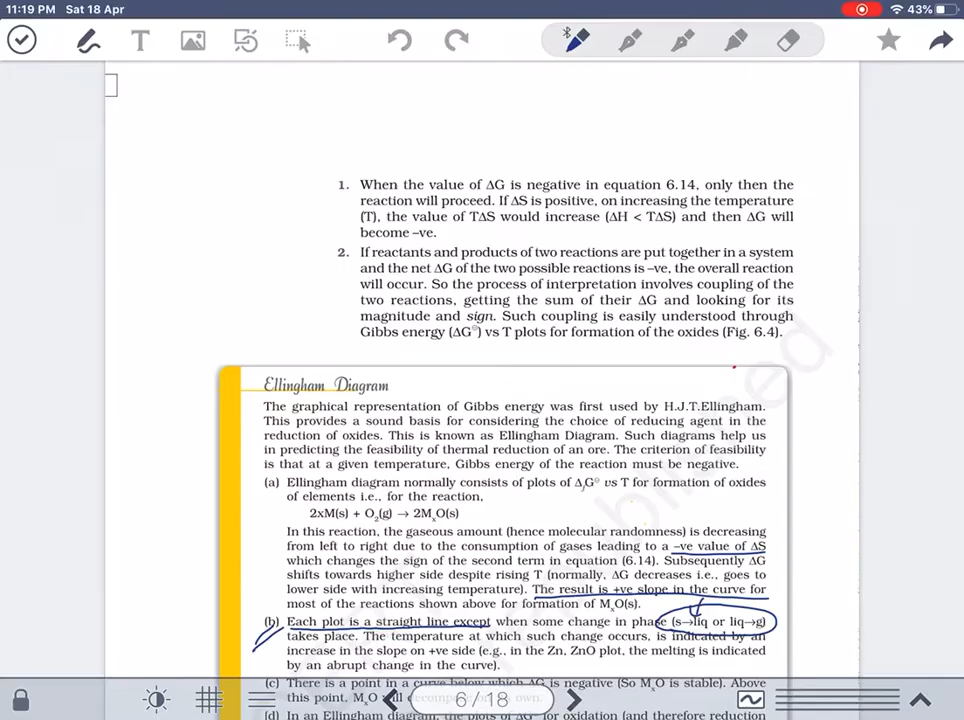 11:19 PM Sat 18 Apr 43%
T
1. When the value of ΔG is negative in equation 6.14, only then the
reaction will proceed. If ΔS is positive, on increasing the temperature
(T), the value of TΔS would increase (ΔH < TΔS) and then ΔG will
become –ve.
2. If reactants and products of two reactions are put together in a system
and the net ΔG of the two possible reactions is –ve, the overall reaction
will occur. So the process of interpretation involves coupling of the
two reactions, getting the sum of their ΔG and looking for its
magnitude and sign. Such coupling is easily understood through
Gibbs energy (ΔG⊖) vs T plots for formation of the oxides (Fig. 6.4).
Ellingham Diagram
The graphical representation of Gibbs energy was first used by H.J.T.Ellingham.
This provides a sound basis for considering the choice of reducing agent in the
reduction of oxides. This is known as Ellingham Diagram. Such diagrams help us
in predicting the feasibility of thermal reduction of an ore. The criterion of feasibility
is that at a given temperature, Gibbs energy of the reaction must be negative.
(a) Ellingham diagram normally consists of plots of ΔfG⊖ vs T for formation of oxides
of elements i.e., for the reaction,
2xM(s) + O2(g) → 2MxO(s)
In this reaction, the gaseous amount (hence molecular randomness) is decreasing
from left to right due to the consumption of gases leading to a –ve value of ΔS
which changes the sign of the second term in equation (6.14). Subsequently ΔG
shifts towards higher side despite rising T (normally, ΔG decreases i.e., goes to
lower side with increasing temperature). The result is +ve slope in the curve for
most of the reactions shown above for formation of MxO(s).
(b) Each plot is a straight line except when some change in phase (s→liq or liq→g)
takes place. The temperature at which such change occurs, is indicated by an
increase in the slope on +ve side (e.g., in the Zn, ZnO plot, the melting is indicated
by an abrupt change in the curve).
(c) There is a point in a curve below which ΔG is negative (So MxO is stable). Above
this point, MxO will decompose on its own.
6 / 18
(d) In an Ellingham diagram, the plots of ΔG⊖ for oxidation (and therefore reduction